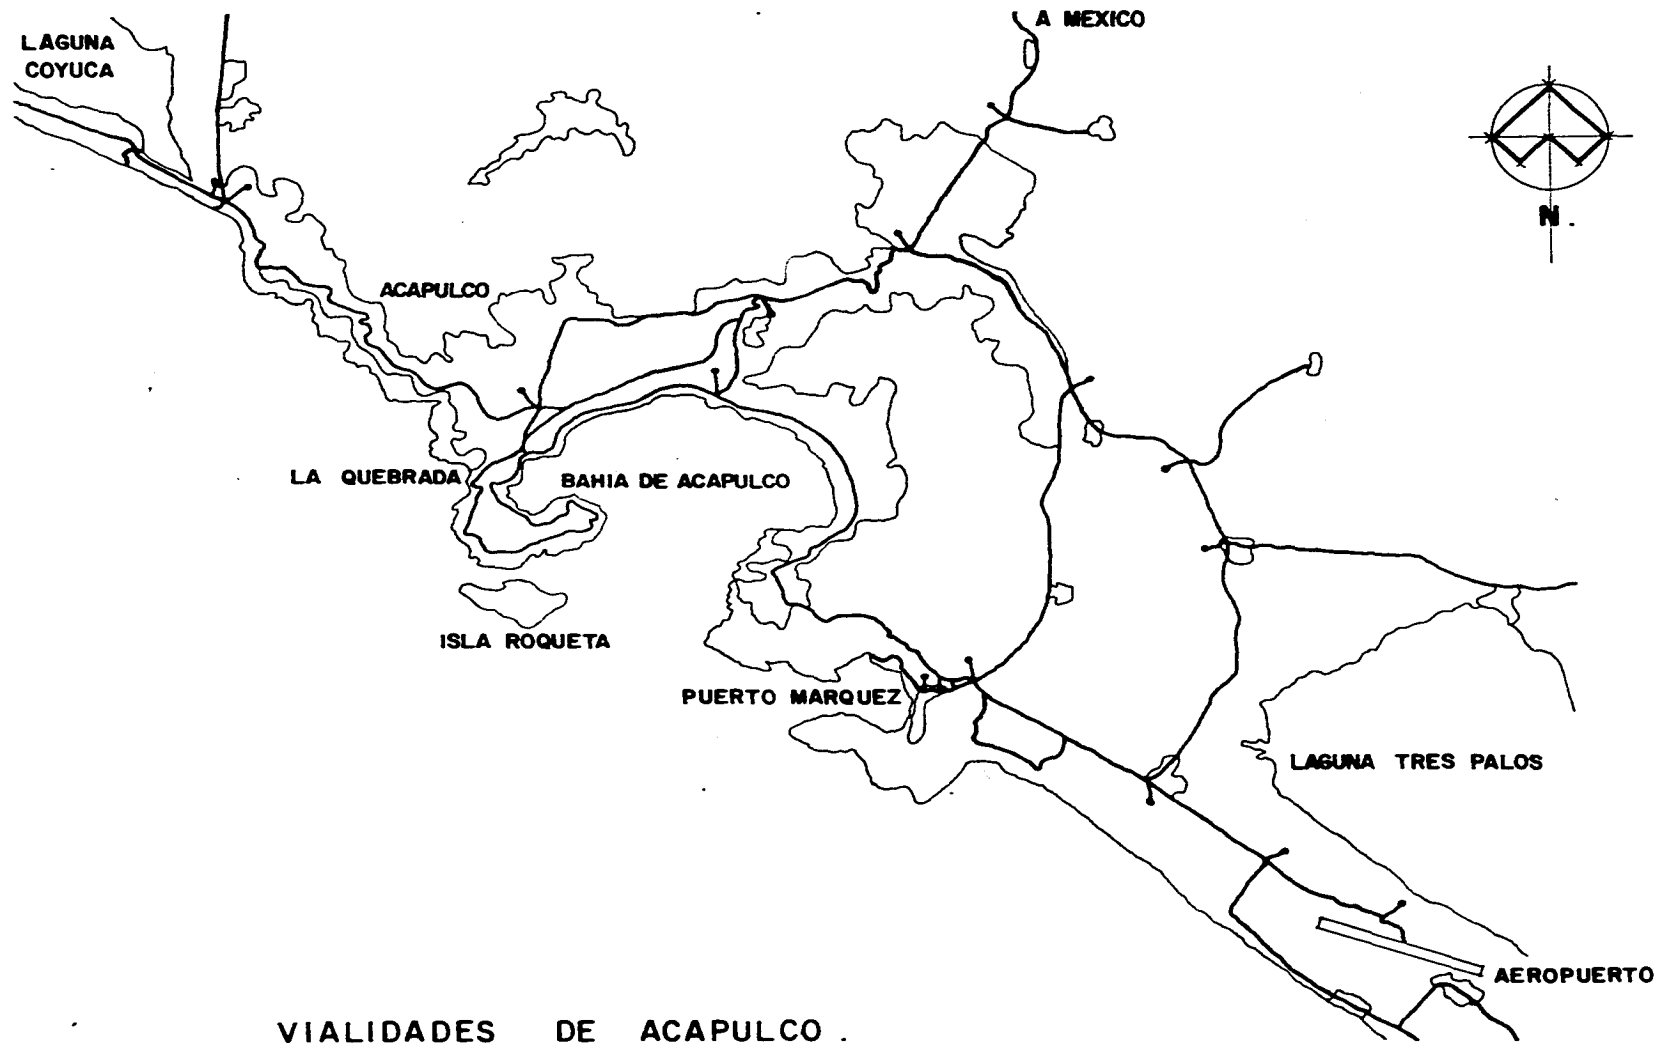 A MEXICO
LAGUNA
COYUCA
N.
ACAPULCO
LA QUEBRADA
BAHIA DE ACAPULCO
ISLA ROQUETA
PUERTO MARQUEZ
LAGUNA TRES PALOS
AEROPUERTO
VIALIDADES DE ACAPULCO.